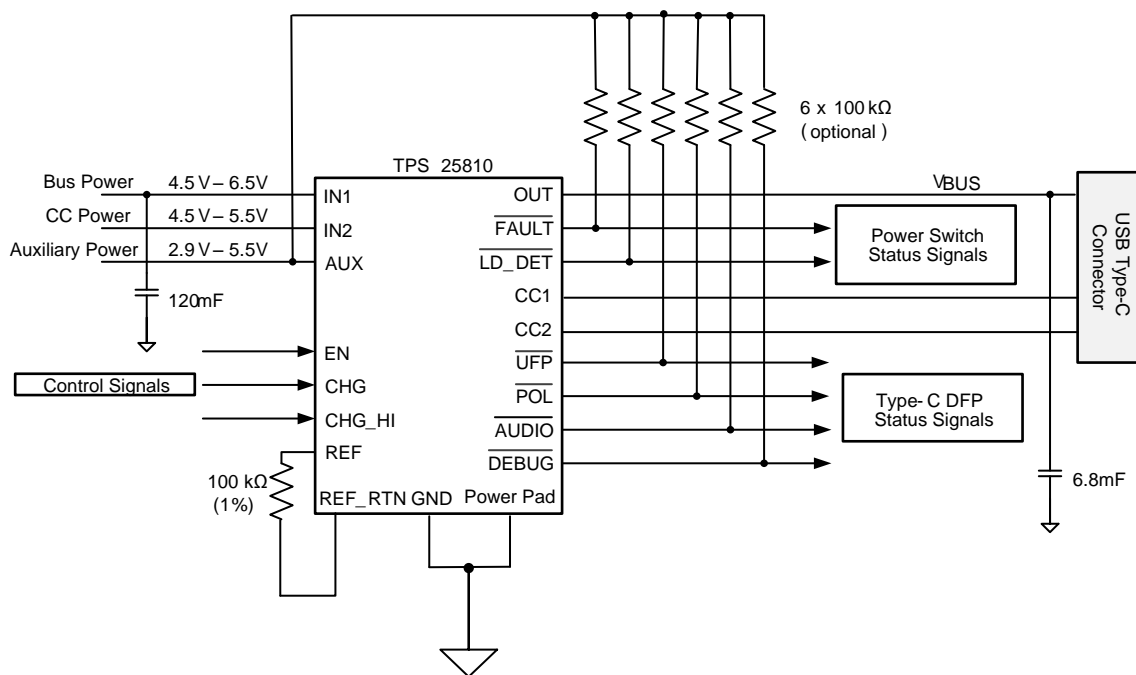 6 x 100 kΩ
( optional )
TPS 25810
Bus Power
4.5 V – 6.5V
IN1
OUT
VBUS
CC Power
4.5 V – 5.5V
IN2
FAULT
Auxiliary Power
2.9 V – 5.5V
AUX
LD_DET
Power Switch
Status Signals
USB Type-C
Connector
120mF
CC1
CC2
EN
UFP
Control Signals
CHG
POL
Type- C DFP
Status Signals
CHG_HI
AUDIO
REF
DEBUG
100 kΩ
(1%)
REF_RTN
GND
Power Pad
6.8mF